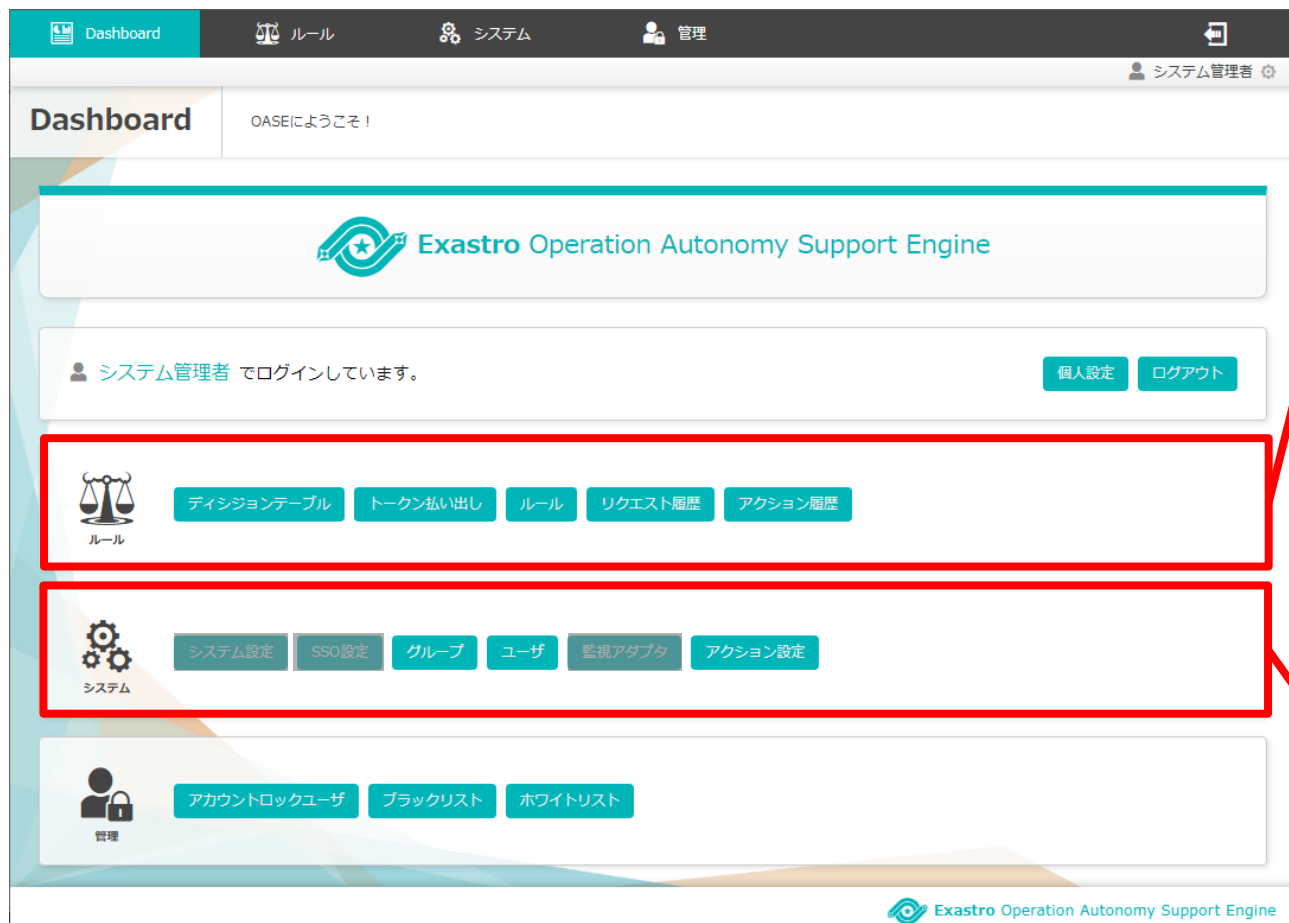 Dashboard ルール システム 管理
システム管理者
Dashboard OASEにようこそ！
Exastro Operation Autonomy Support Engine
システム管理者 でログインしています。 個人設定 ログアウト
ディシジョンテーブル トークン払い出し ルール リクエスト履歴 アクション履歴
ルール
システム設定 SSO設定 グループ ユーザ 監視アダプタ アクション設定
システム
アカウントロックユーザ ブラックリスト ホワイトリスト
管理
Exastro Operation Autonomy Support Engine